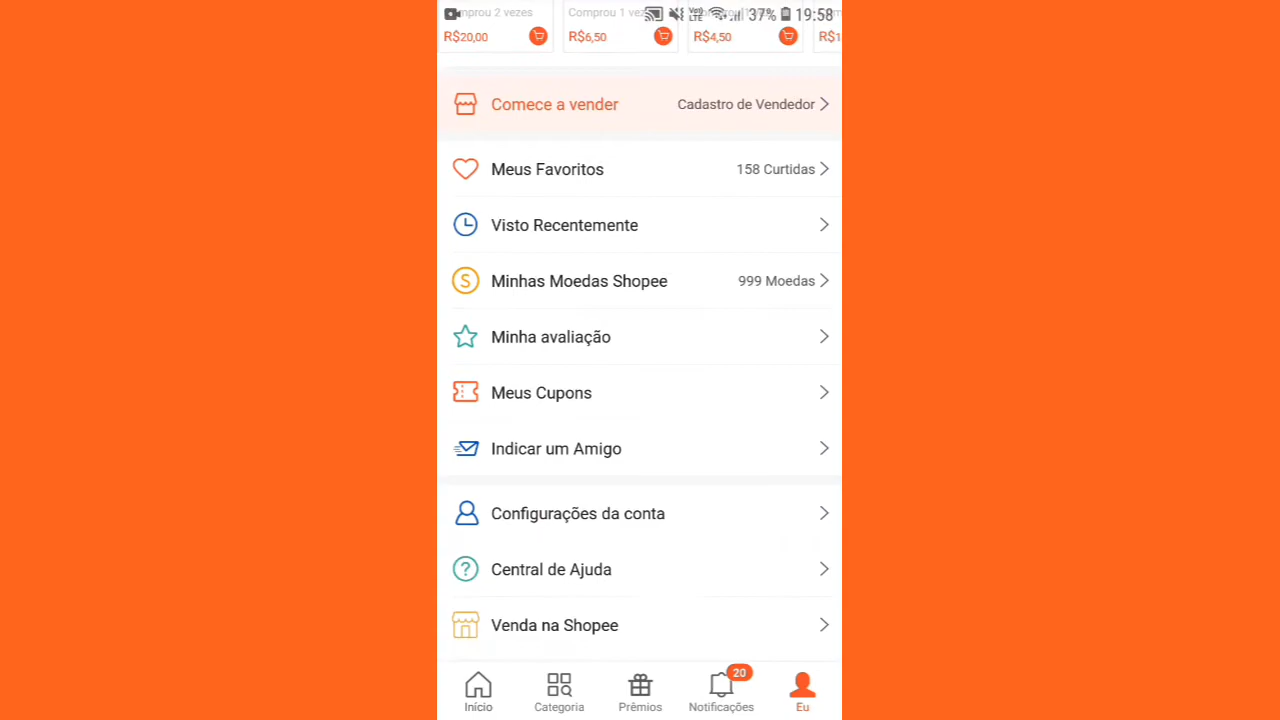 mprou 2 vezes
Comprou 1 vez
37% 19:58
R$20,00
R$6,50
R$4,50
R$1
Comece a vender
Cadastro de Vendedor
Meus Favoritos
158 Curtidas
Visto Recentemente
Minhas Moedas Shopee
999 Moedas
Minha avaliação
Meus Cupons
Indicar um Amigo
Configurações da conta
Central de Ajuda
Venda na Shopee
20
Início
Categoria
Prêmios
Notificações
Eu